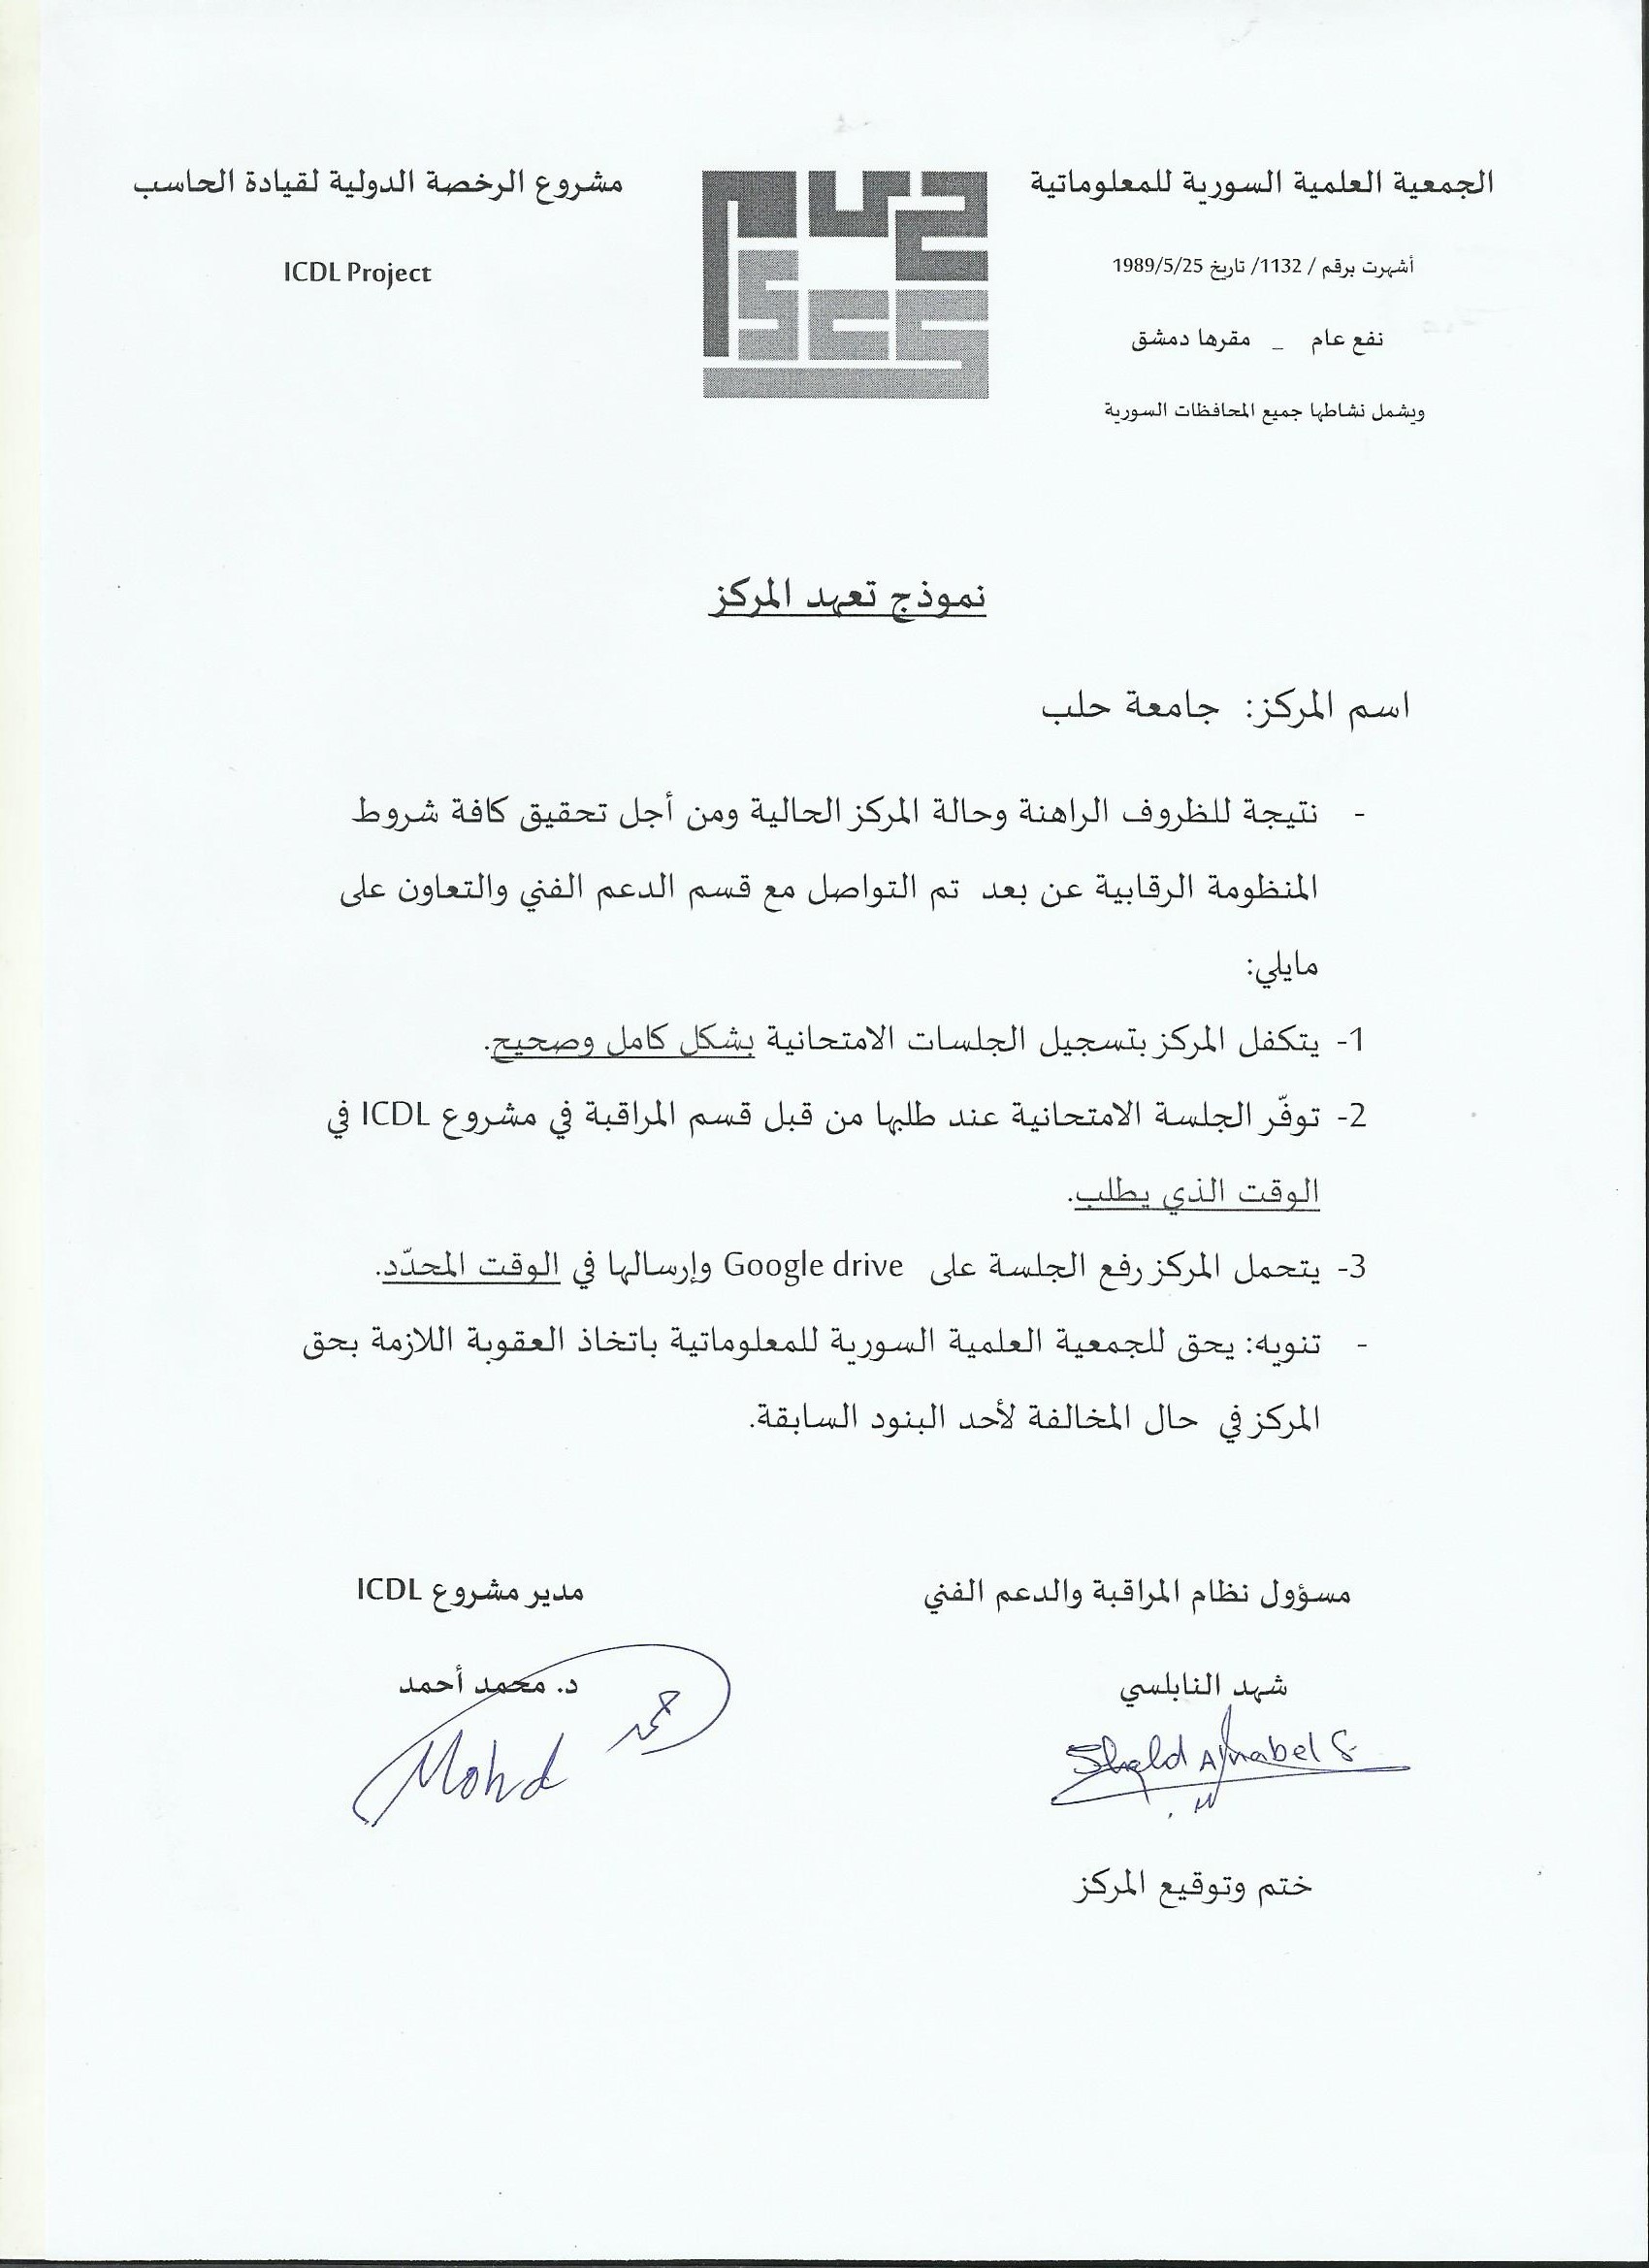 الجمعية العلمية السورية للمعلوماتية
أشهرت برقم / 1132/ تاريخ 1989/5/25
نفع عام _ مقرها دمشق
ويشمل نشاطها جميع المحافظات السورية
SCS
مشروع الرخصة الدولية لقيادة الحاسب
ICDL Project
نموذج تعهد المركز
اسم المركز: جامعة حلب
- نتيجة للظروف الراهنة وحالة المركز الحالية ومن أجل تحقيق كافة شروط
المنظومة الرقابية عن بعد تم التواصل مع قسم الدعم الفني والتعاون على
مايلي:
1- يتكفل المركز بتسجيل الجلسات الامتحانية بشكل كامل وصحيح.
2- توفّر الجلسة الامتحانية عند طلبها من قبل قسم المراقبة في مشروع ICDL في
الوقت الذي يطلب.
3- يتحمل المركز رفع الجلسة على Google drive وإرسالها في الوقت المحدّد.
- تنويه: يحق للجمعية العلمية السورية للمعلوماتية باتخاذ العقوبة اللازمة بحق
المركز في حال المخالفة لأحد البنود السابقة.
مسؤول نظام المراقبة والدعم الفني
شهد النابلسي
مدير مشروع ICDL
د. محمد أحمد
Mohd
ختم وتوقيع المركز